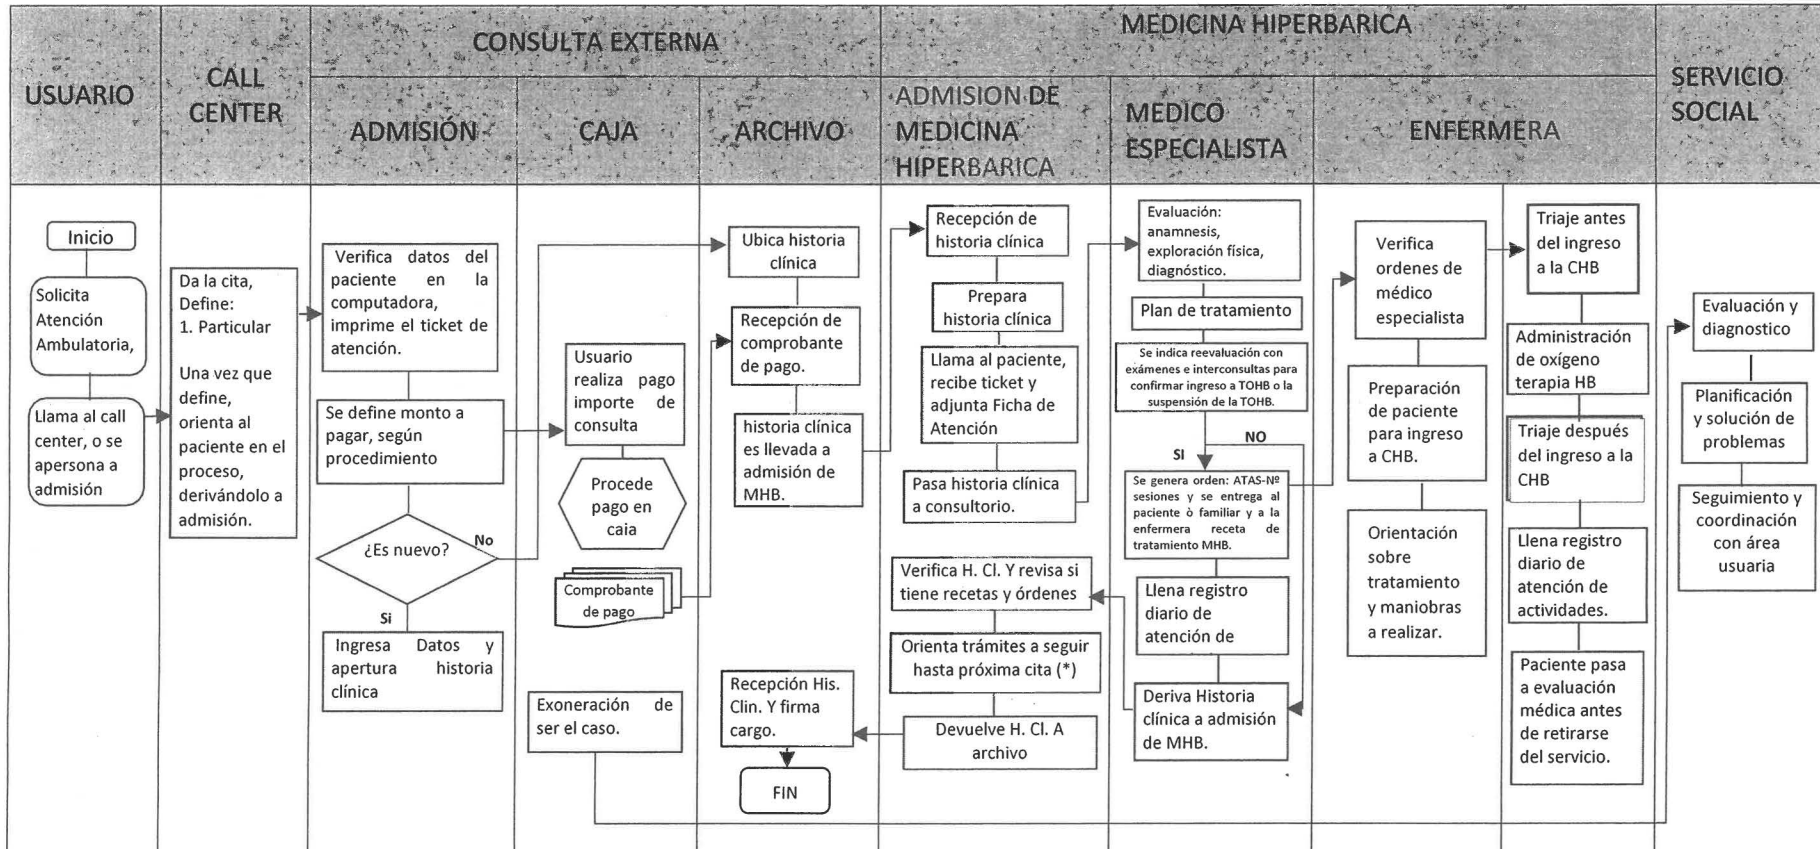 USUARIO
CALL
CENTER
CONSULTA EXTERNA
MEDICINA HIPERBARICA
SERVICIO
SOCIAL
ADMISIÓN
CAJA
ARCHIVO
ADMISION DE
MEDICINA
HIPERBARICA
MEDICO
ESPECIALISTA
ENFERMERA
Inicio
Solicita
Atención
Ambulatoria,
Llama al call
center, o se
apersona a
admisión
Da la cita,
Define:
1. Particular
Una vez que
define,
orienta al
paciente en el
proceso,
derivándolo a
admisión.
Verifica datos del
paciente en la
computadora,
imprime el ticket de
atención.
Se define monto a
pagar, según
procedimiento
¿Es nuevo?
No
Si
Ingresa Datos y
apertura historia
clínica
Usuario
realiza pago
importe de
consulta
Procede
pago en
caia
Comprobante
de pago
Exoneración de
ser el caso.
Ubica historia
clínica
Recepción de
comprobante
de pago.
historia clínica
es llevada a
admisión de
MHB.
Recepción His.
Clin. Y firma
cargo.
FIN
Recepción de
historia clínica
Prepara
historia clínica
Llama al paciente,
recibe ticket y
adjunta Ficha de
Atención
Pasa historia clínica
a consultorio.
Verifica H. Cl. Y revisa si
tiene recetas y órdenes
Orienta trámites a seguir
hasta próxima cita (*)
Devuelve H. Cl. A
archivo
Evaluación:
anamnesis,
exploración física,
diagnóstico.
Plan de tratamiento
Se indica reevaluación con
exámenes e interconsultas para
confirmar ingreso a TOHB o la
suspensión de la TOHB.
NO
SI
Se genera orden: ATAS-Nº
sesiones y se entrega al
paciente ò familiar y a la
enfermera receta de
tratamiento MHB.
Llena registro
diario de
atención de
Deriva Historia
clínica a admisión
de MHB.
Verifica
ordenes de
médico
especialista
Preparación
de paciente
para ingreso
a CHB.
Orientación
sobre
tratamiento
y maniobras
a realizar.
Triaje antes
del ingreso
a la CHB
Administración
de oxígeno
terapia HB
Triaje después
del ingreso a la
CHB
Llena registro
diario de
atención de
actividades.
Paciente pasa
a evaluación
médica antes
de retirarse
del servicio.
Evaluación y
diagnostico
Planificación
y solución de
problemas
Seguimiento y
coordinación
con área
usuaria